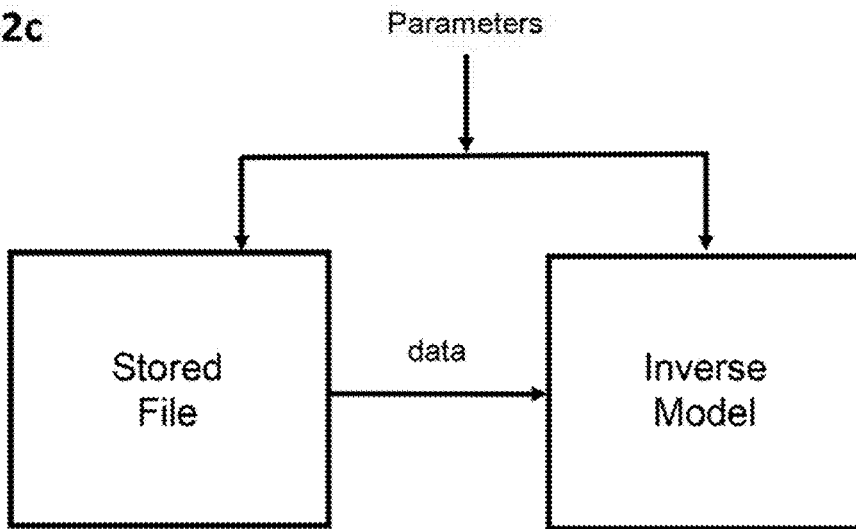 2c
Parameters
data
Stored
File
Inverse
Model